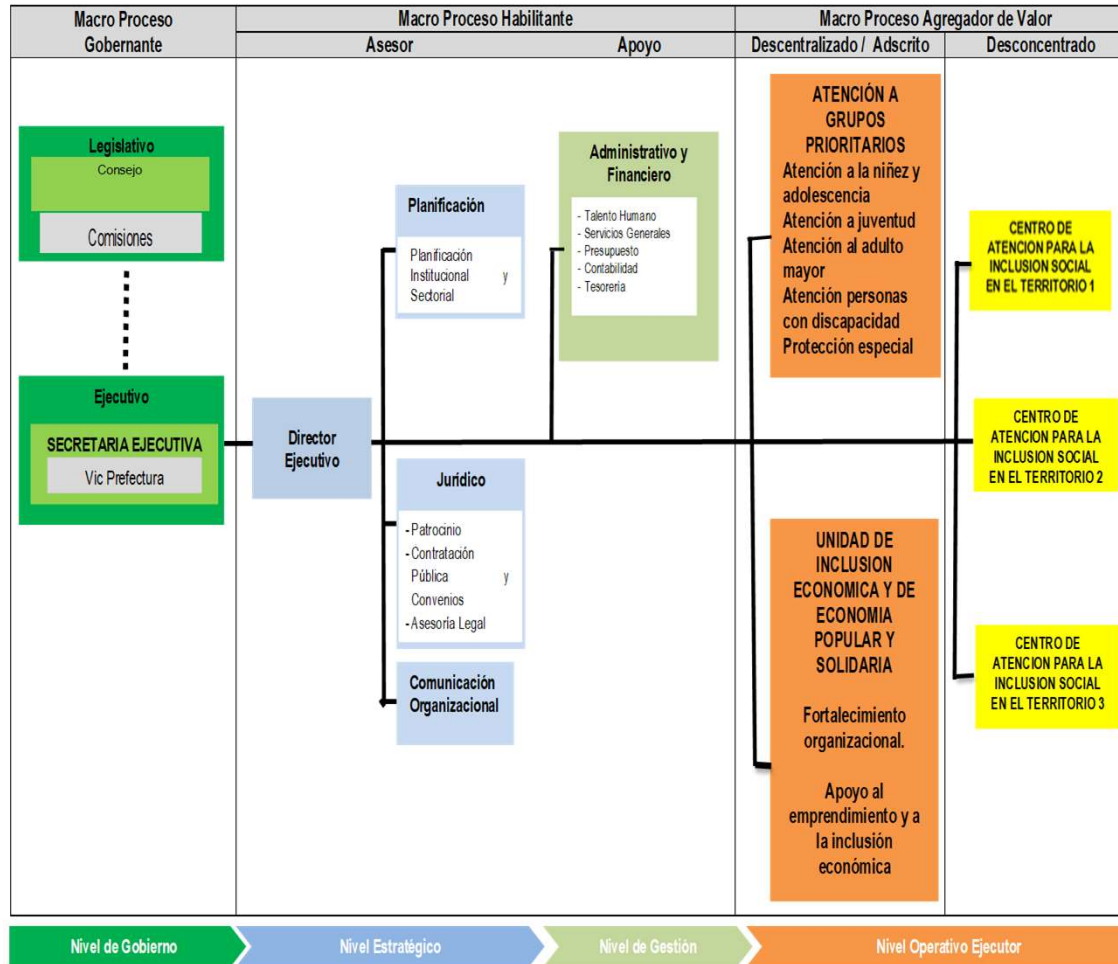 Macro Proceso
Gobernante
Macro Proceso Habilitante
Asesor
Apoyo
Macro Proceso Agregador de Valor
Descentralizado / Adscrito
Desconcentrado
Legislativo
Consejo
Comisiones
Ejecutivo
SECRETARIA EJECUTIVA
Vic Prefectura
Director
Ejecutivo
Planificación
Planificación
Institucional y
Sectorial
Jurídico
- Patrocinio
- Contratación
Pública y
Convenios
- Asesoría Legal
Comunicación
Organizacional
Administrativo y
Financiero
- Talento Humano
- Servicios Generales
- Presupuesto
- Contabilidad
- Tesoreria
ATENCIÓN A
GRUPOS
PRIORITARIOS
Atención a la niñez y
adolescencia
Atención a juventud
Atención al adulto
mayor
Atención personas
con discapacidad
Protección especial
UNIDAD DE
INCLUSION
ECONOMICA Y DE
ECONOMIA
POPULAR Y
SOLIDARIA
Fortalecimiento
organizacional.
Apoyo al
emprendimiento y a
la inclusión
económica
CENTRO DE
ATENCION PARA LA
INCLUSION SOCIAL
EN EL TERRITORIO 1
CENTRO DE
ATENCION PARA LA
INCLUSION SOCIAL
EN EL TERRITORIO 2
CENTRO DE
ATENCION PARA LA
INCLUSION SOCIAL
EN EL TERRITORIO 3
Nivel de Gobierno
Nivel Estratégico
Nivel de Gestión
Nivel Operativo Ejecutor